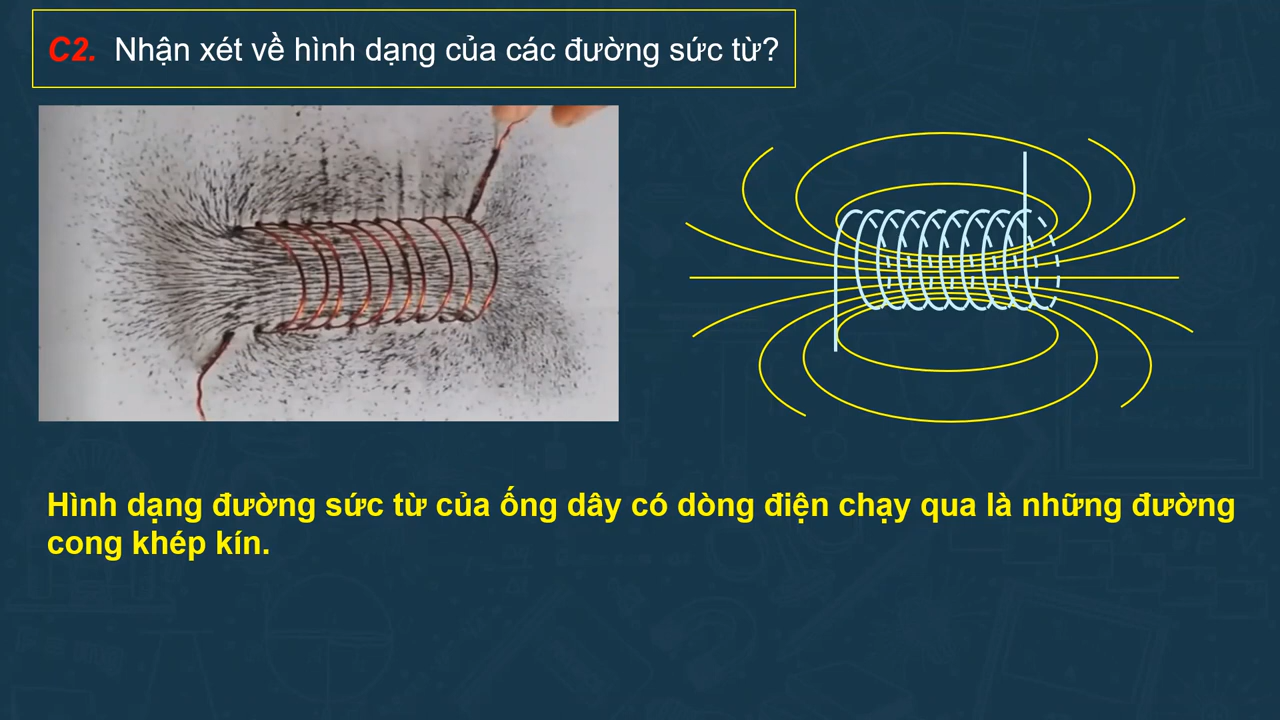 C2. Nhận xét về hình dạng của các đường sức từ?
Hình dạng đường sức từ của ống dây có dòng điện chạy qua là những đường
cong khép kín.